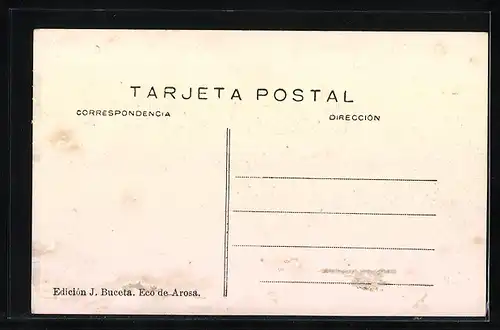 TARJETA POSTAL
CORRESPONDENCIA
DIRECCIÓN
Edición J. Buceta. Eco de Arosa.